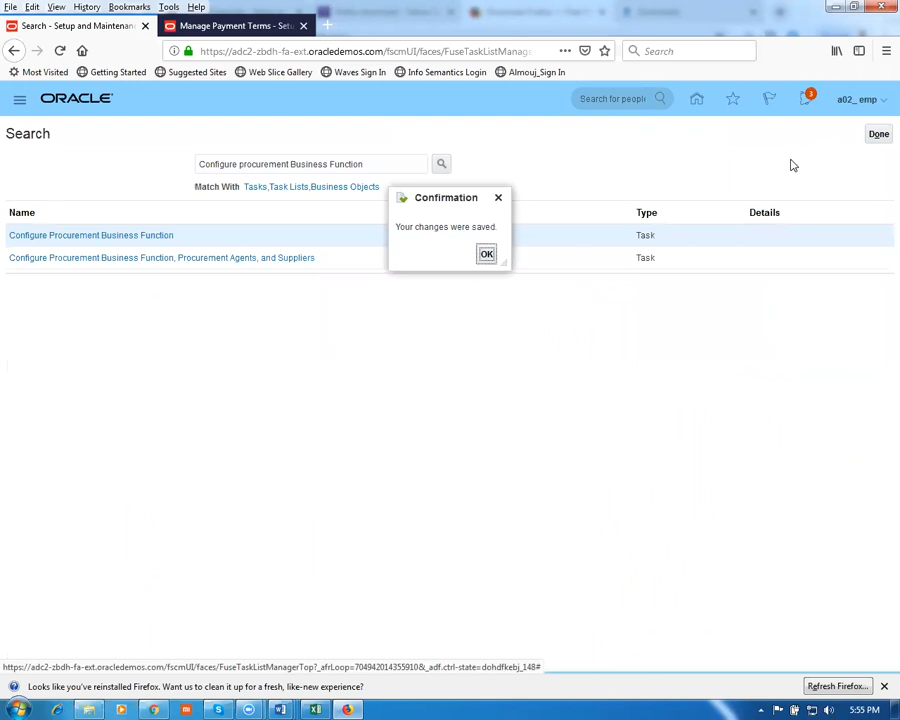 File Edit View History Bookmarks Tools Help
Search - Setup and Maintenan
Manage Payment Terms - Setu
https://adc2-zbdh-fa-ext.oracledemos.com/fscmUI/faces/FuseTaskListManag
Search
Most Visited Getting Started Suggested Sites Web Slice Gallery Waves Sign In Info Semantics Login Almouj_Sign In
ORACLE
Search for people
3
a02_ emp
Search
Done
Configure procurement Business Function
Match With Tasks,Task Lists,Business Objects
Confirmation
Your changes were saved.
OK
Name Type Details
Configure Procurement Business Function Task
Configure Procurement Business Function, Procurement Agents, and Suppliers Task
https://adc2-zbdh-fa-ext.oracledemos.com/fscmUI/faces/FuseTaskListManagerTop?_afrLoop=704942014355910&_adf.ctrl-state=dohdfkebj_148#
Looks like you've reinstalled Firefox. Want us to clean it up for a fresh, like-new experience?
Refresh Firefox...
5:55 PM